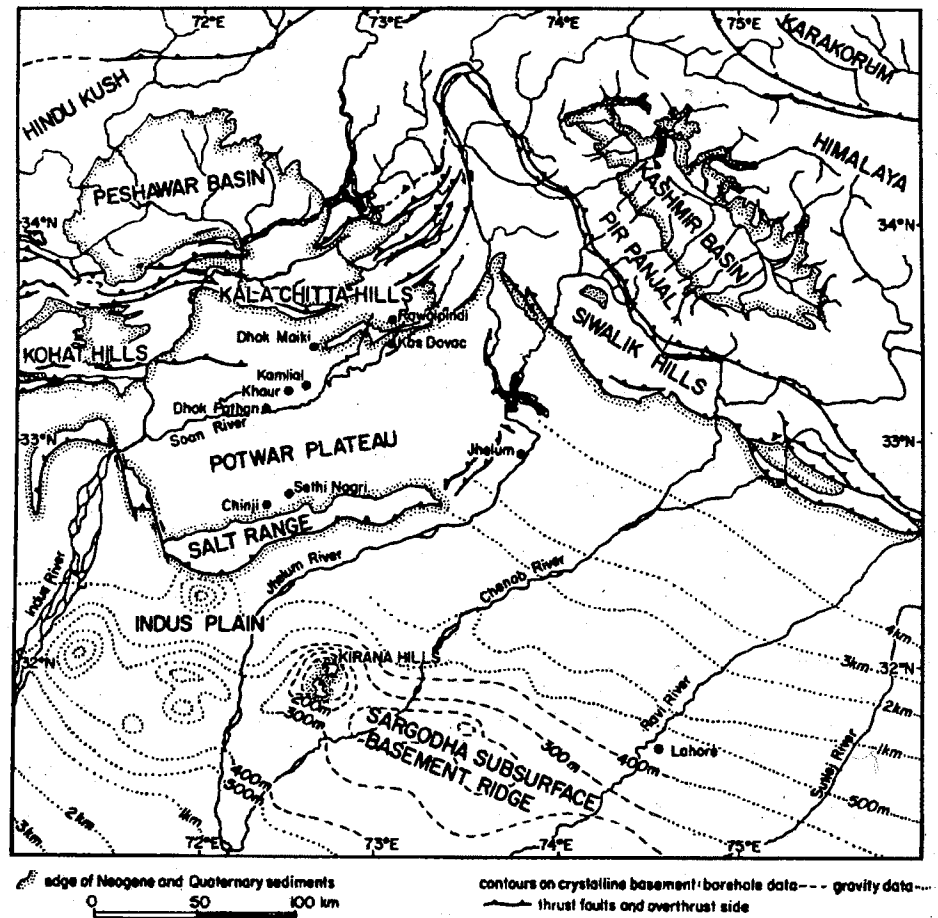 72°E
73°E
74°E
75°E
KARAKORUM
HINDU KUSH
HIMALAYA
PESHAWAR BASIN
KASHMIR BASIN
34°N
34°N
PIR PANJAL
KALA CHITTA HILLS
Rawalpindi
SIWALIK HILLS
Dhok Maiki
Kas Dovac
KOHAT HILLS
Kamlial
Khaur
Dhok Pathan
Soan River
33°N
33°N
POTWAR PLATEAU
Jhelum
Sethi Nagri
Chinji
SALT RANGE
Jhelum River
Chenab River
Indus River
INDUS PLAIN
4km
32°N
KIRANA HILLS
3km
32°N
200m
300m
Ravi River
2km
SARGODHA SUBSURFACE
BASEMENT RIDGE
300m
400m
Lahore
1km
Sutlej River
400m
500m
500m
1km
2km
3km
72°E
73°E
74°E
75°E
edge of Neogene and Quaternary sediments
contours on crystalline basement: borehole data --- gravity data ...
0 50 100 km
thrust faults and overthrust side